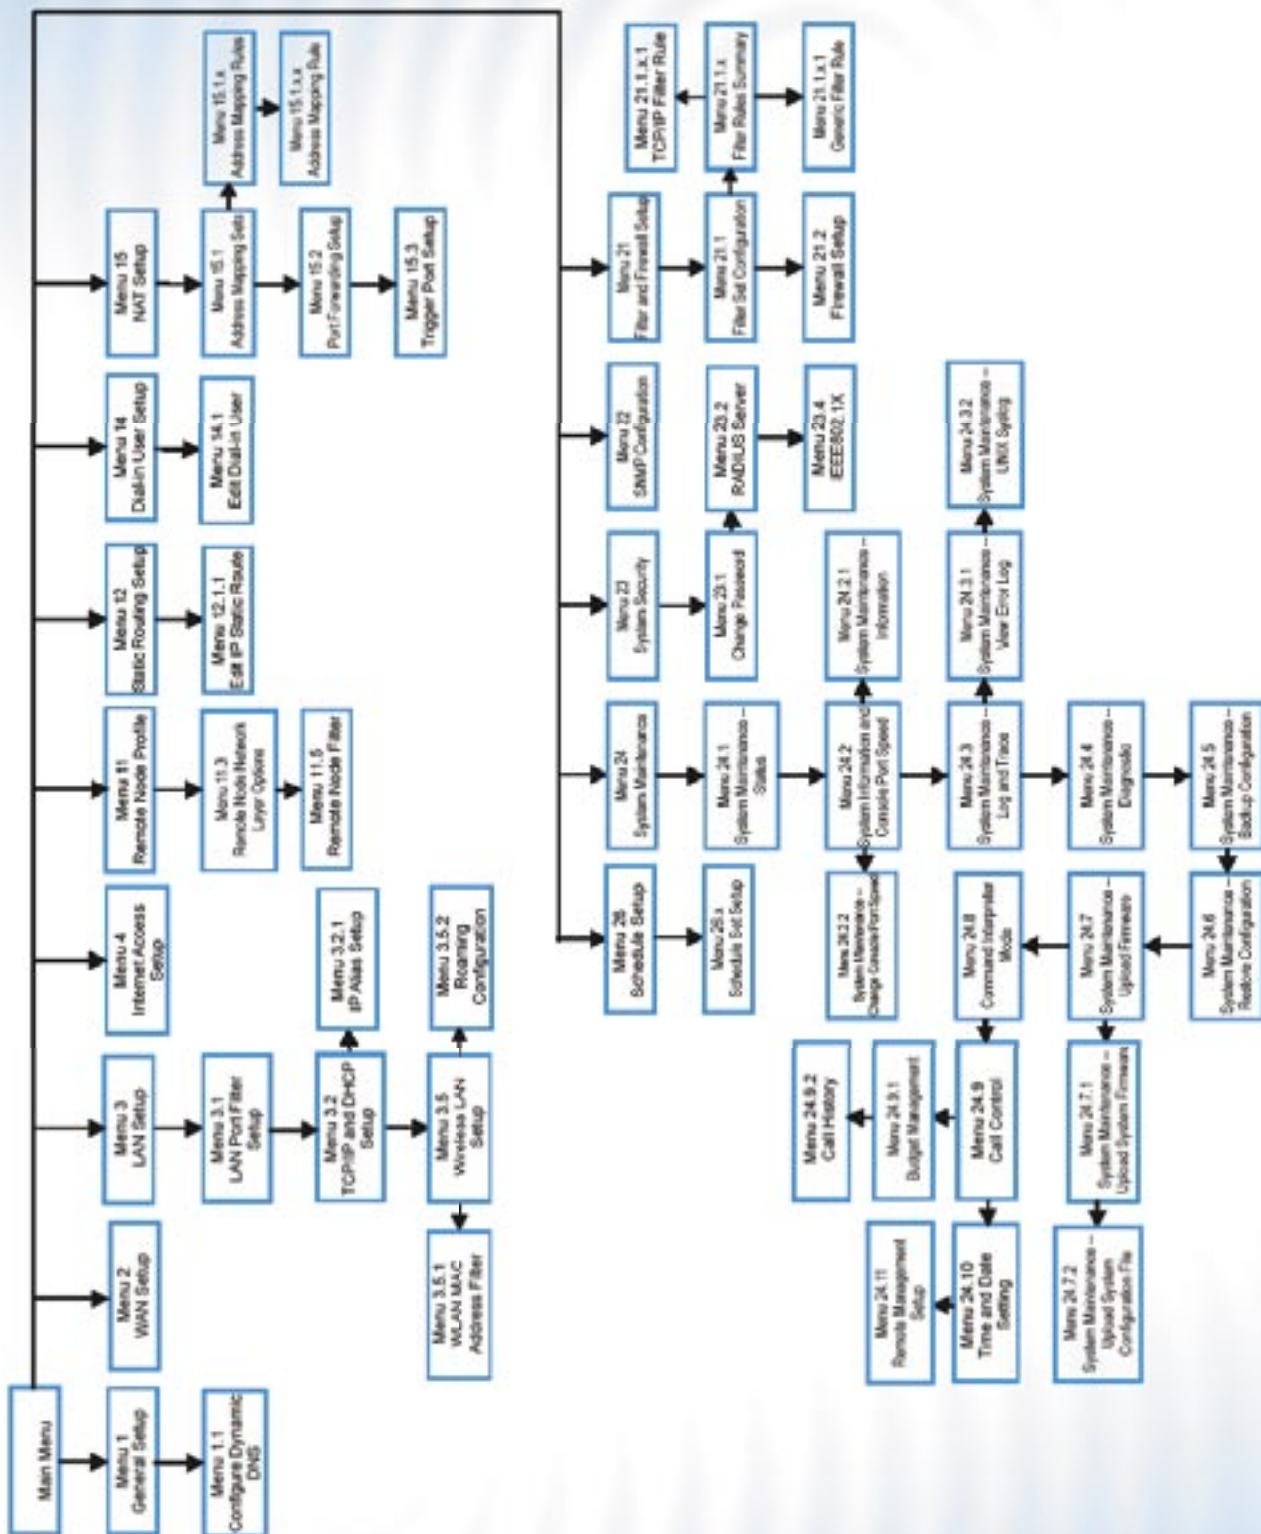 Main Menu
Menu 1
General Setup
Menu 1.1
Configure Dynamic
DNS
Menu 2
WAN Setup
Menu 3
LAN Setup
Menu 3.1
LAN Port Filter
Setup
Menu 3.2
TCP/IP and DHCP
Setup
Menu 3.2.1
IP Alias Setup
Menu 3.5
Wireless LAN
Setup
Menu 3.5.1
WLAN MAC
Address Filter
Menu 3.5.2
Roaming
Configuration
Menu 4
Internet Access
Setup
Menu 11
Remote Node Profile
Menu 11.3
Remote Node Network
Layer Options
Menu 11.5
Remote Node Filter
Menu 12
Static Routing Setup
Menu 12.1.1
Edit IP Static Route
Menu 14
Dial-in User Setup
Menu 14.1
Edit Dial-in User
Menu 15
NAT Setup
Menu 15.1
Address Mapping Sets
Menu 15.1.x
Address Mapping Rules
Menu 15.1.x.x
Address Mapping Rule
Menu 15.2
Port Forwarding Setup
Menu 15.3
Trigger Port Setup
Menu 21
Filter and Firewall Setup
Menu 21.1
Filter Set Configuration
Menu 21.1.x
Filter Rules Summary
Menu 21.1.x.1
TCP/IP Filter Rule
Menu 21.1.x.1
Generic Filter Rule
Menu 21.2
Firewall Setup
Menu 22
SNMP Configuration
Menu 23
System Security
Menu 23.1
Change Password
Menu 23.2
RADIUS Server
Menu 23.4
IEEE802.1X
Menu 24
System Maintenance
Menu 24.1
System Maintenance –
Status
Menu 24.2
System Information and
Console Port Speed
Menu 24.2.1
System Maintenance –
Information
Menu 24.2.2
System Maintenance –
Change Console Port Speed
Menu 24.3
System Maintenance –
Log and Trace
Menu 24.3.1
System Maintenance –
View Error Log
Menu 24.3.2
System Maintenance –
UNIX Syslog
Menu 24.4
System Maintenance –
Diagnostic
Menu 24.5
System Maintenance –
Backup Configuration
Menu 24.6
System Maintenance –
Restore Configuration
Menu 24.7
System Maintenance –
Upload Firmware
Menu 24.7.1
System Maintenance –
Upload System Firmware
Menu 24.7.2
System Maintenance –
Upload System
Configuration File
Menu 24.8
Command Interpreter
Mode
Menu 24.9
Call Control
Menu 24.9.1
Budget Management
Menu 24.9.2
Call History
Menu 24.10
Time and Date
Setting
Menu 24.11
Remote Management
Setup
Menu 26
Schedule Setup
Menu 26.x
Schedule Set Setup